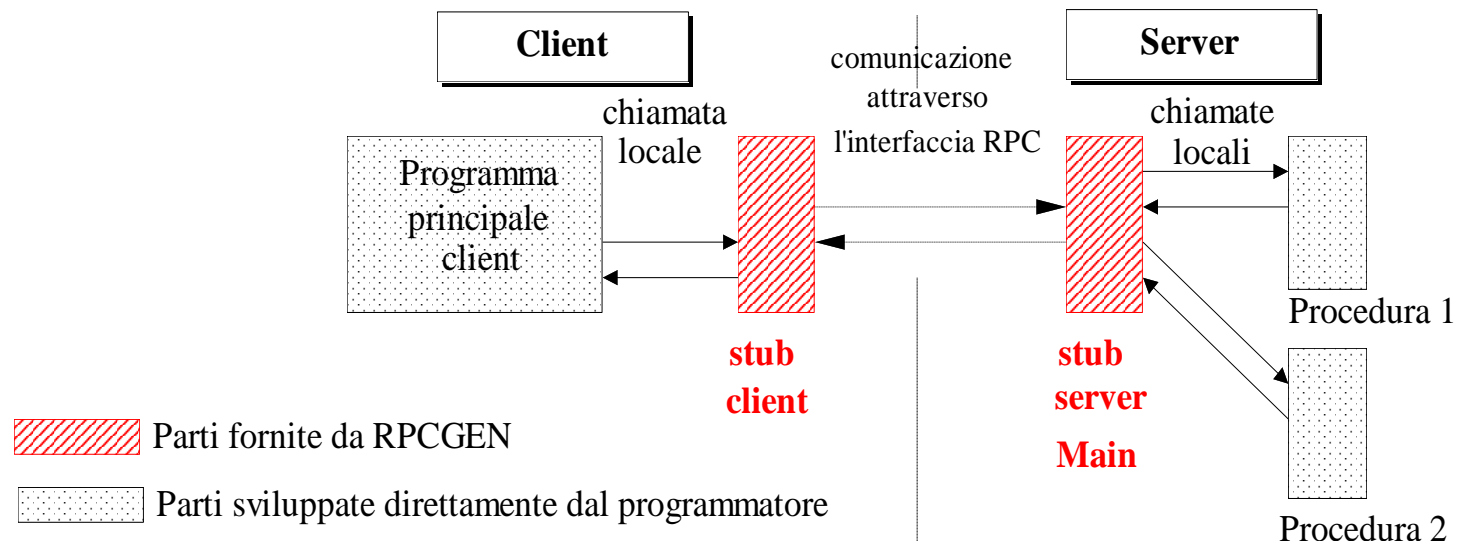 Client
Server
comunicazione
attraverso
l'interfaccia RPC
chiamata
locale
chiamate
locali
Programma
principale
client
Procedura 1
stub
client
stub
server
Main
Parti fornite da RPCGEN
Parti sviluppate direttamente dal programmatore
Procedura 2